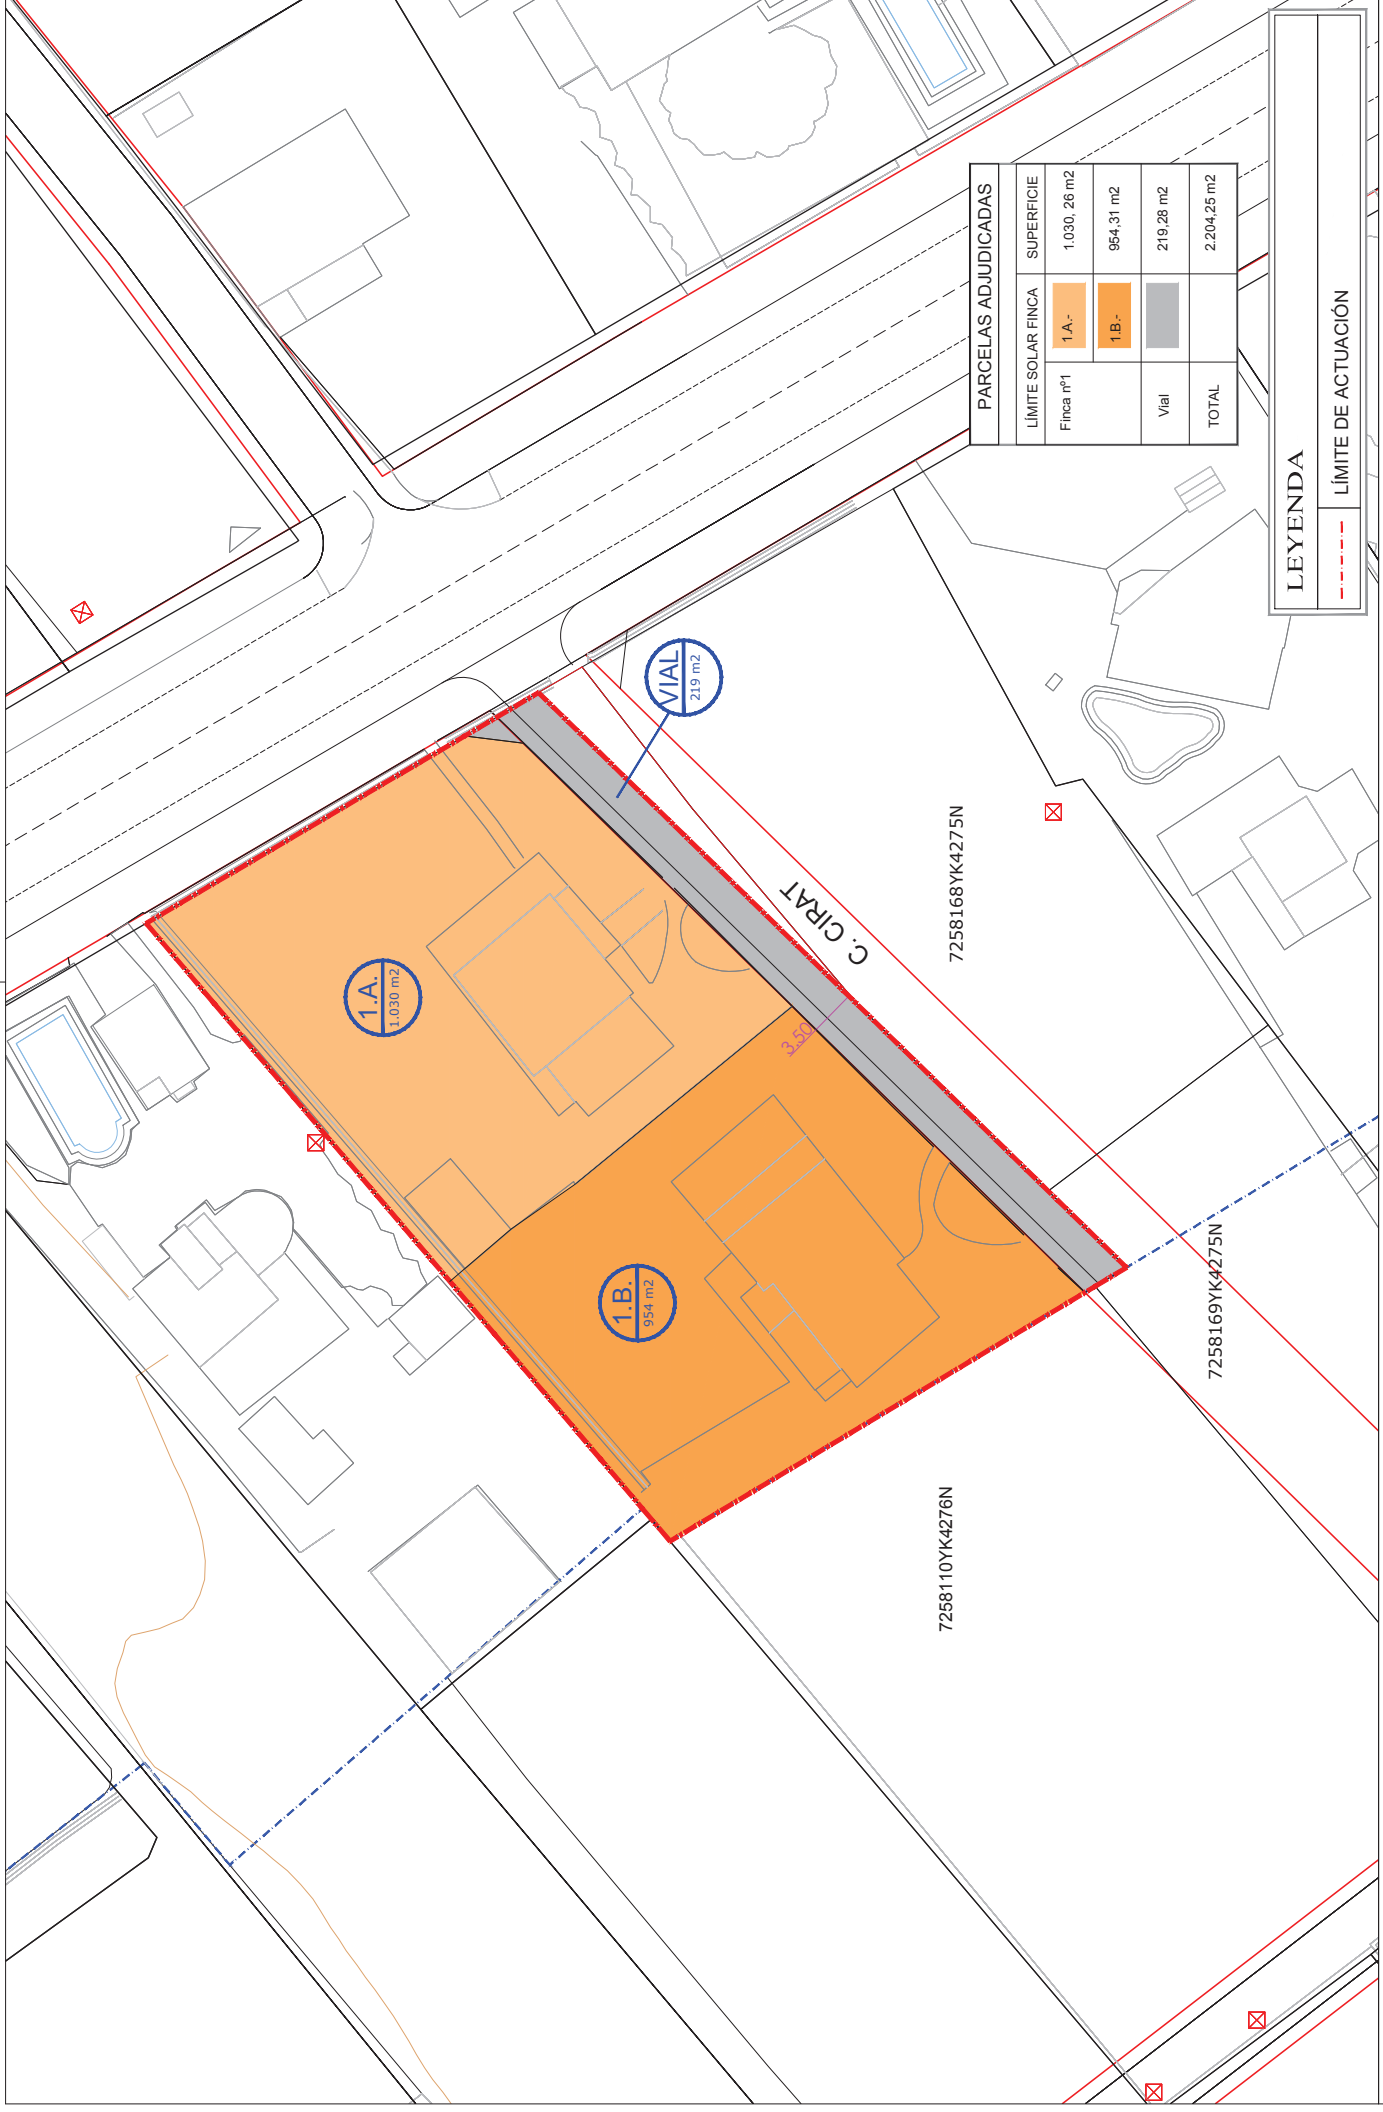 1.A.
1.030 m2
1.B.
954 m2
VIAL
219 m2
3.50
C. CIRAT
7258110YK4276N
7258169YK4275N
7258168YK4275N
PARCELAS ADJUDICADAS
LÍMITE SOLAR FINCA SUPERFICIE
Finca nº1 1.A.- 1.030, 26 m2
1.B.- 954,31 m2
Vial 219,28 m2
TOTAL 2.204,25 m2
LEYENDA
LÍMITE DE ACTUACIÓN